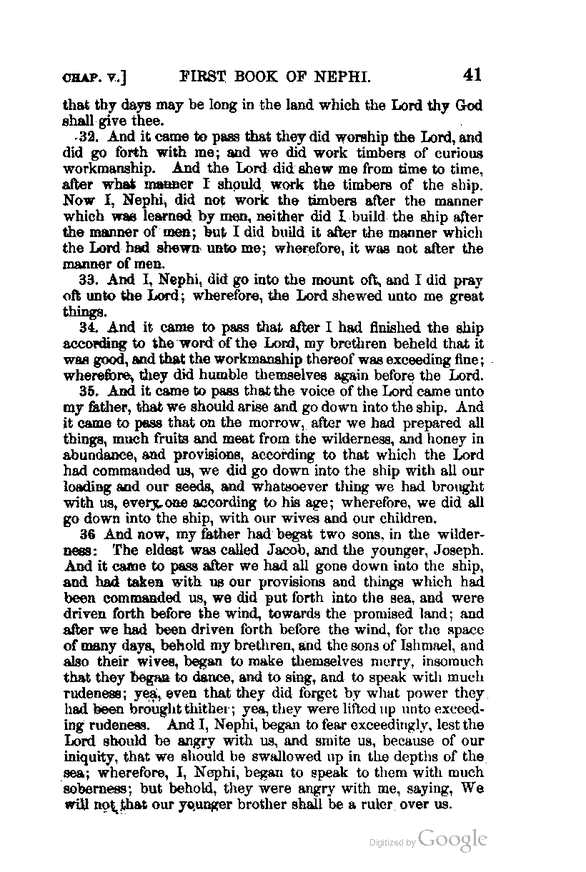 CHAP. V.] FIRST BOOK OF NEPHI. 41
that thy days may be long in the land which the Lord thy God
shall give thee.
32. And it came to pass that they did worship the Lord, and
did go forth with me; and we did work timbers of curious
workmanship. And the Lord did shew me from time to time,
after what manner I should work the timbers of the ship.
Now I, Nephi, did not work the timbers after the manner
which was learned by men, neither did I build the ship after
the manner of men; but I did build it after the manner which
the Lord had shewn unto me; wherefore, it was not after the
manner of men.
33. And I, Nephi, did go into the mount oft, and I did pray
oft unto the Lord; wherefore, the Lord shewed unto me great
things.
34. And it came to pass that after I had finished the ship
according to the word of the Lord, my brethren beheld that it
was good, and that the workmanship thereof was exceeding fine;
wherefore, they did humble themselves again before the Lord.
35. And it came to pass that the voice of the Lord came unto
my father, that we should arise and go down into the ship. And
it came to pass that on the morrow, after we had prepared all
things, much fruits and meat from the wilderness, and honey in
abundance, and provisions, according to that which the Lord
had commanded us, we did go down into the ship with all our
loading and our seeds, and whatsoever thing we had brought
with us, every one according to his age; wherefore, we did all
go down into the ship, with our wives and our children.
36 And now, my father had begat two sons, in the wilder-
ness: The eldest was called Jacob, and the younger, Joseph.
And it came to pass after we had all gone down into the ship,
and had taken with us our provisions and things which had
been commanded us, we did put forth into the sea, and were
driven forth before the wind, towards the promised land; and
after we had been driven forth before the wind, for the space
of many days, behold my brethren, and the sons of Ishmael, and
also their wives, began to make themselves merry, insomuch
that they began to dance, and to sing, and to speak with much
rudeness; yea, even that they did forget by what power they
had been brought thither; yea, they were lifted up unto exceed-
ing rudeness. And I, Nephi, began to fear exceedingly, lest the
Lord should be angry with us, and smite us, because of our
iniquity, that we should be swallowed up in the depths of the
sea; wherefore, I, Nephi, began to speak to them with much
soberness; but behold, they were angry with me, saying, We
will not that our younger brother shall be a ruler over us.
Digitized by Google